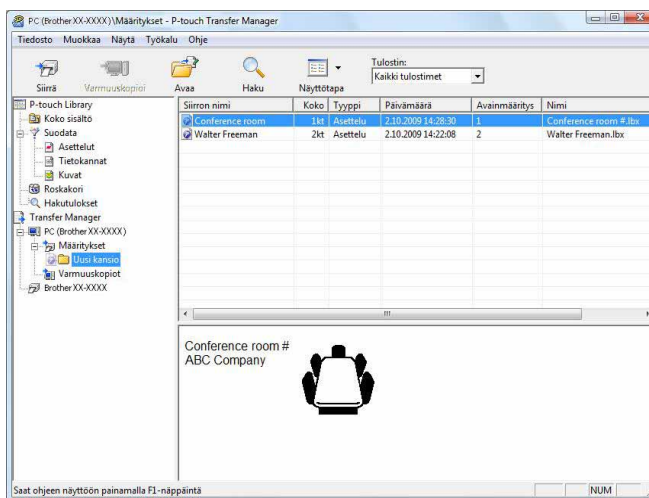 PC (Brother XX-XXXX)\Määritykset - P-touch Transfer Manager
Tiedosto Muokkaa Näytä Työkalu Ohje
Siirrä Varmuuskopioi Avaa Haku Näyttötapa
Tulostin:
Kaikki tulostimet
P-touch Library
Koko sisältö
Suodata
Asettelut
Tietokannat
Kuvat
Roskakori
Hakutulokset
Transfer Manager
PC (Brother XX-XXXX)
Määritykset
Uusi kansio
Varmuuskopiot
Brother XX-XXXX
Siirron nimi Koko Tyyppi Päivämäärä Avainmääritys Nimi
Conference room 1kt Asettelu 2.10.2009 14:28:30 1 Conference room #.lbx
Walter Freeman 2kt Asettelu 2.10.2009 14:22:08 2 Walter Freeman.lbx
Conference room #
ABC Company
Saat ohjeen näyttöön painamalla F1-näppäintä
NUM